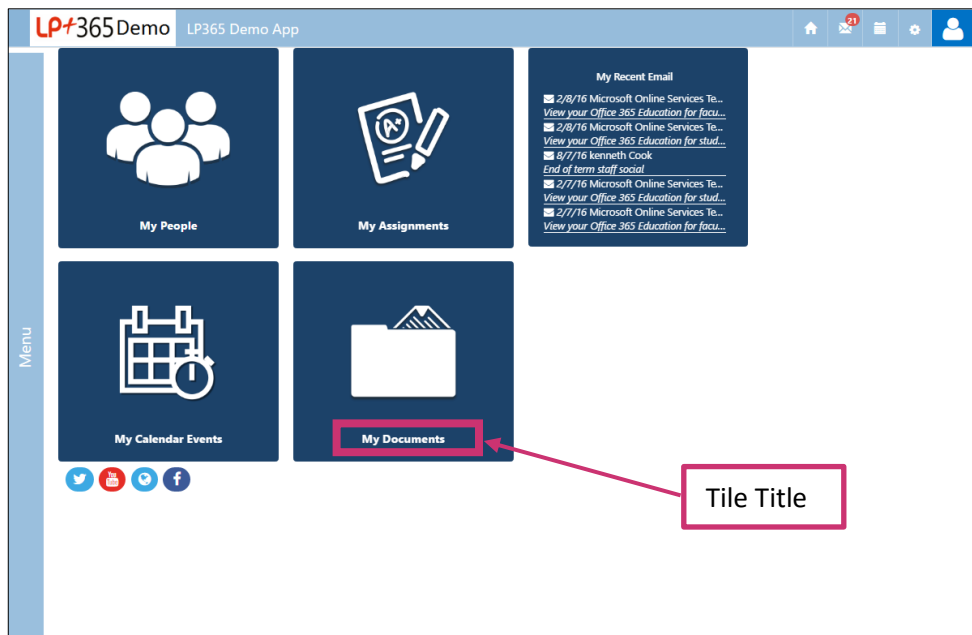 LP+365 Demo LP365 Demo App 21
Menu
My People
A+
My Assignments
My Recent Email
2/8/16 Microsoft Online Services Te...
View your Office 365 Education for facu...
2/8/16 Microsoft Online Services Te...
View your Office 365 Education for stud...
8/7/16 kenneth Cook
End of term staff social
2/7/16 Microsoft Online Services Te...
View your Office 365 Education for stud...
2/7/16 Microsoft Online Services Te...
View your Office 365 Education for facu...
My Calendar Events
My Documents
You
Tube
f
Tile Title